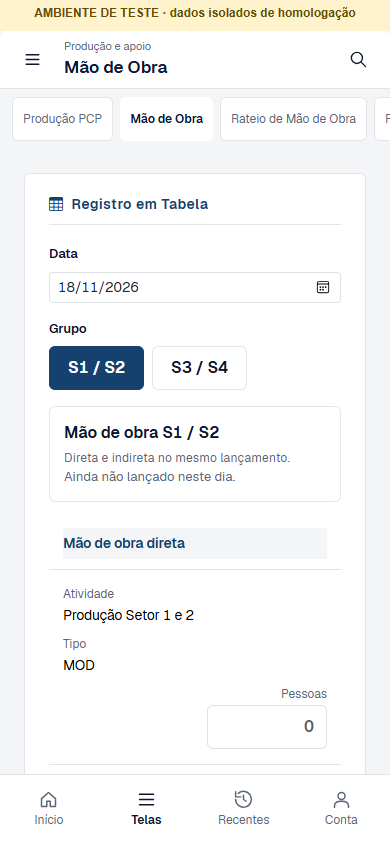 AMBIENTE DE TESTE · dados isolados de homologação
Produção e apoio
Mão de Obra
Produção PCP
Mão de Obra
Rateio de Mão de Obra
Registro em Tabela
Data
18/11/2026
Grupo
S1 / S2
S3 / S4
Mão de obra S1 / S2
Direta e indireta no mesmo lançamento.
Ainda não lançado neste dia.
Mão de obra direta
Atividade
Produção Setor 1 e 2
Tipo
MOD
Pessoas
0
Início
Telas
Recentes
Conta